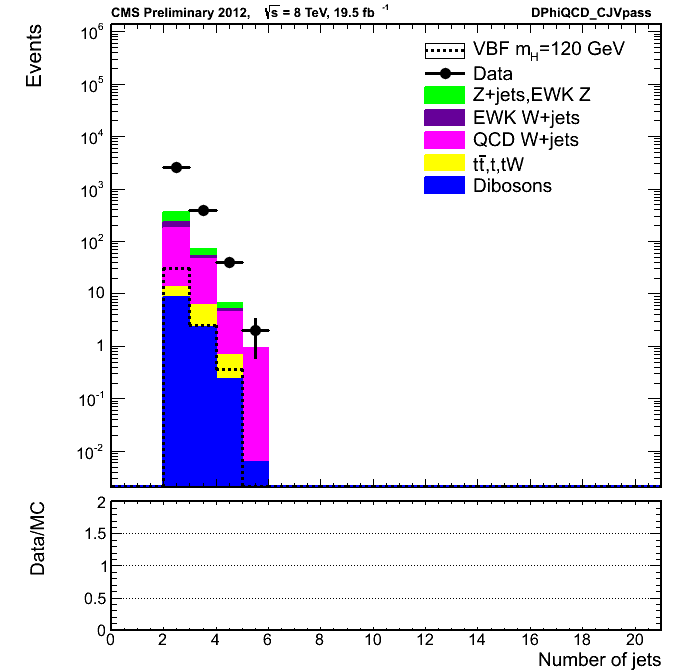 CMS Preliminary 2012, √s = 8 TeV, 19.5 fb⁻¹ DPhiQCD_CJVpass
Events
10⁶
10⁵
10⁴
10³
10²
10
1
10⁻¹
10⁻²
VBF m_H=120 GeV
Data
Z+jets,EWK Z
EWK W+jets
QCD W+jets
tt̄,t,tW
Dibosons
Data/MC
2
1.5
1
0.5
0
0 2 4 6 8 10 12 14 16 18 20
Number of jets